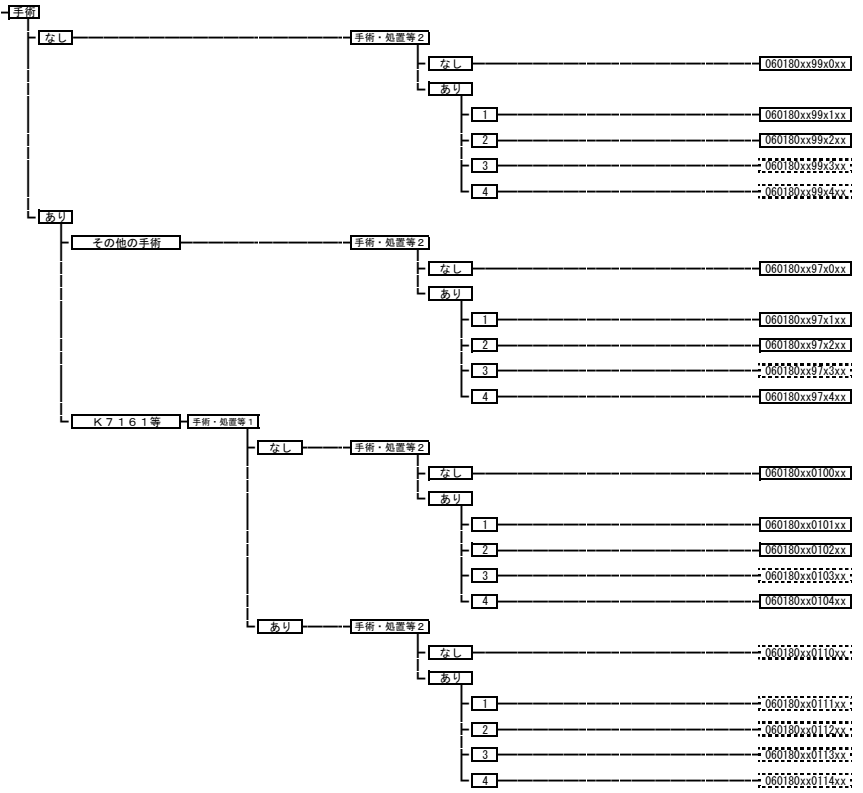 手術
なし 手術・処置等2
なし 060180xx99x0xx
あり
1 060180xx99x1xx
2 060180xx99x2xx
3 060180xx99x3xx
4 060180xx99x4xx
あり
その他の手術 手術・処置等2
なし 060180xx97x0xx
あり
1 060180xx97x1xx
2 060180xx97x2xx
3 060180xx97x3xx
4 060180xx97x4xx
K7161等 手術・処置等1
なし 手術・処置等2
なし 060180xx0100xx
あり
1 060180xx0101xx
2 060180xx0102xx
3 060180xx0103xx
4 060180xx0104xx
あり 手術・処置等2
なし 060180xx0110xx
あり
1 060180xx0111xx
2 060180xx0112xx
3 060180xx0113xx
4 060180xx0114xx